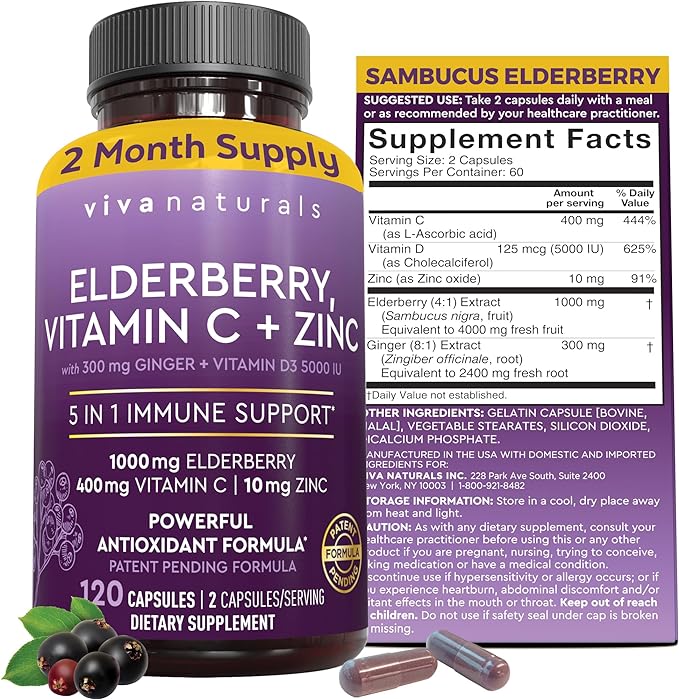 2 Month Supply
vivanaturals
ELDERBERRY,
VITAMIN C + ZINC
with 300 mg GINGER + VITAMIN D3 5000 IU
5 IN 1 IMMUNE SUPPORT*
1000mg ELDERBERRY
400mg VITAMIN C | 10mg ZINC
POWERFUL
ANTIOXIDANT FORMULA*
PATENT PENDING FORMULA
PATENT
FORMULA
PENDING
120 CAPSULES | 2 CAPSULES/SERVING
DIETARY SUPPLEMENT
SAMBUCUS ELDERBERRY
SUGGESTED USE: Take 2 capsules daily with a meal
or as recommended by your healthcare practitioner.
Supplement Facts
Serving Size: 2 Capsules
Servings Per Container: 60
Amount per serving % Daily Value
Vitamin C 400 mg 444%
(as L-Ascorbic acid)
Vitamin D 125 mcg (5000 IU) 625%
(as Cholecalciferol)
Zinc (as Zinc oxide) 10 mg 91%
Elderberry (4:1) Extract 1000 mg †
(Sambucus nigra, fruit)
Equivalent to 4000 mg fresh fruit
Ginger (8:1) Extract 300 mg †
(Zingiber officinale, root)
Equivalent to 2400 mg fresh root
†Daily Value not established.
OTHER INGREDIENTS: GELATIN CAPSULE [BOVINE,
HALAL], VEGETABLE STEARATES, SILICON DIOXIDE,
DICALCIUM PHOSPHATE.
MANUFACTURED IN THE USA WITH DOMESTIC AND IMPORTED
INGREDIENTS FOR:
VIVA NATURALS INC. 228 Park Ave South, Suite 2400
New York, NY 10003 | 1-800-921-8482
STORAGE INFORMATION: Store in a cool, dry place away
from heat and light.
CAUTION: As with any dietary supplement, consult your
healthcare practitioner before using this or any other
product if you are pregnant, nursing, trying to conceive,
taking medication or have a medical condition.
Discontinue use if hypersensitivity or allergy occurs; or if
you experience heartburn, abdominal discomfort and/or
effects in the mouth or throat. Keep out of reach
children. Do not use if safety seal under cap is broken
missing.